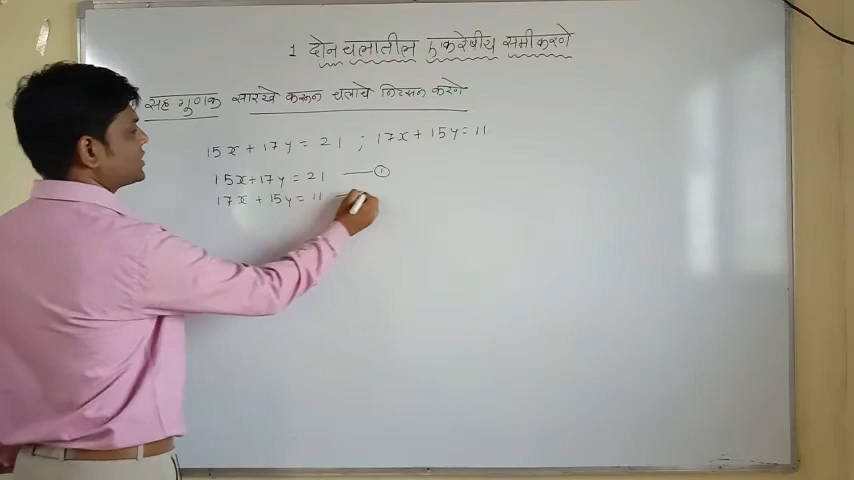 1 दोन चलातील एकरेषीय समीकरणे
सह गुणक सारखे करून चलाचे निरसन करणे
15x + 17y = 21 ; 17x + 15y = 11
15x + 17y = 21 — ①
17x + 15y = 11 —